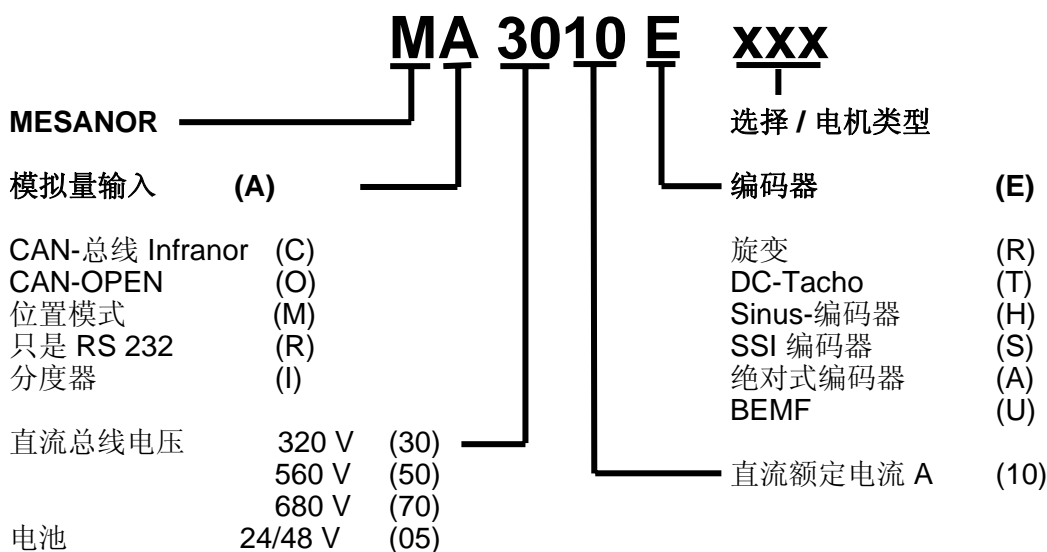 MA 3010 E xxx
MESANOR
选择 / 电机类型
模拟量输入 (A)
编码器 (E)
CAN-总线 Infranor (C)
CAN-OPEN (O)
位置模式 (M)
只是 RS 232 (R)
分度器 (I)
旋变 (R)
DC-Tacho (T)
Sinus-编码器 (H)
SSI 编码器 (S)
绝对式编码器 (A)
BEMF (U)
直流总线电压 320 V (30)
560 V (50)
680 V (70)
电池 24/48 V (05)
直流额定电流 A (10)